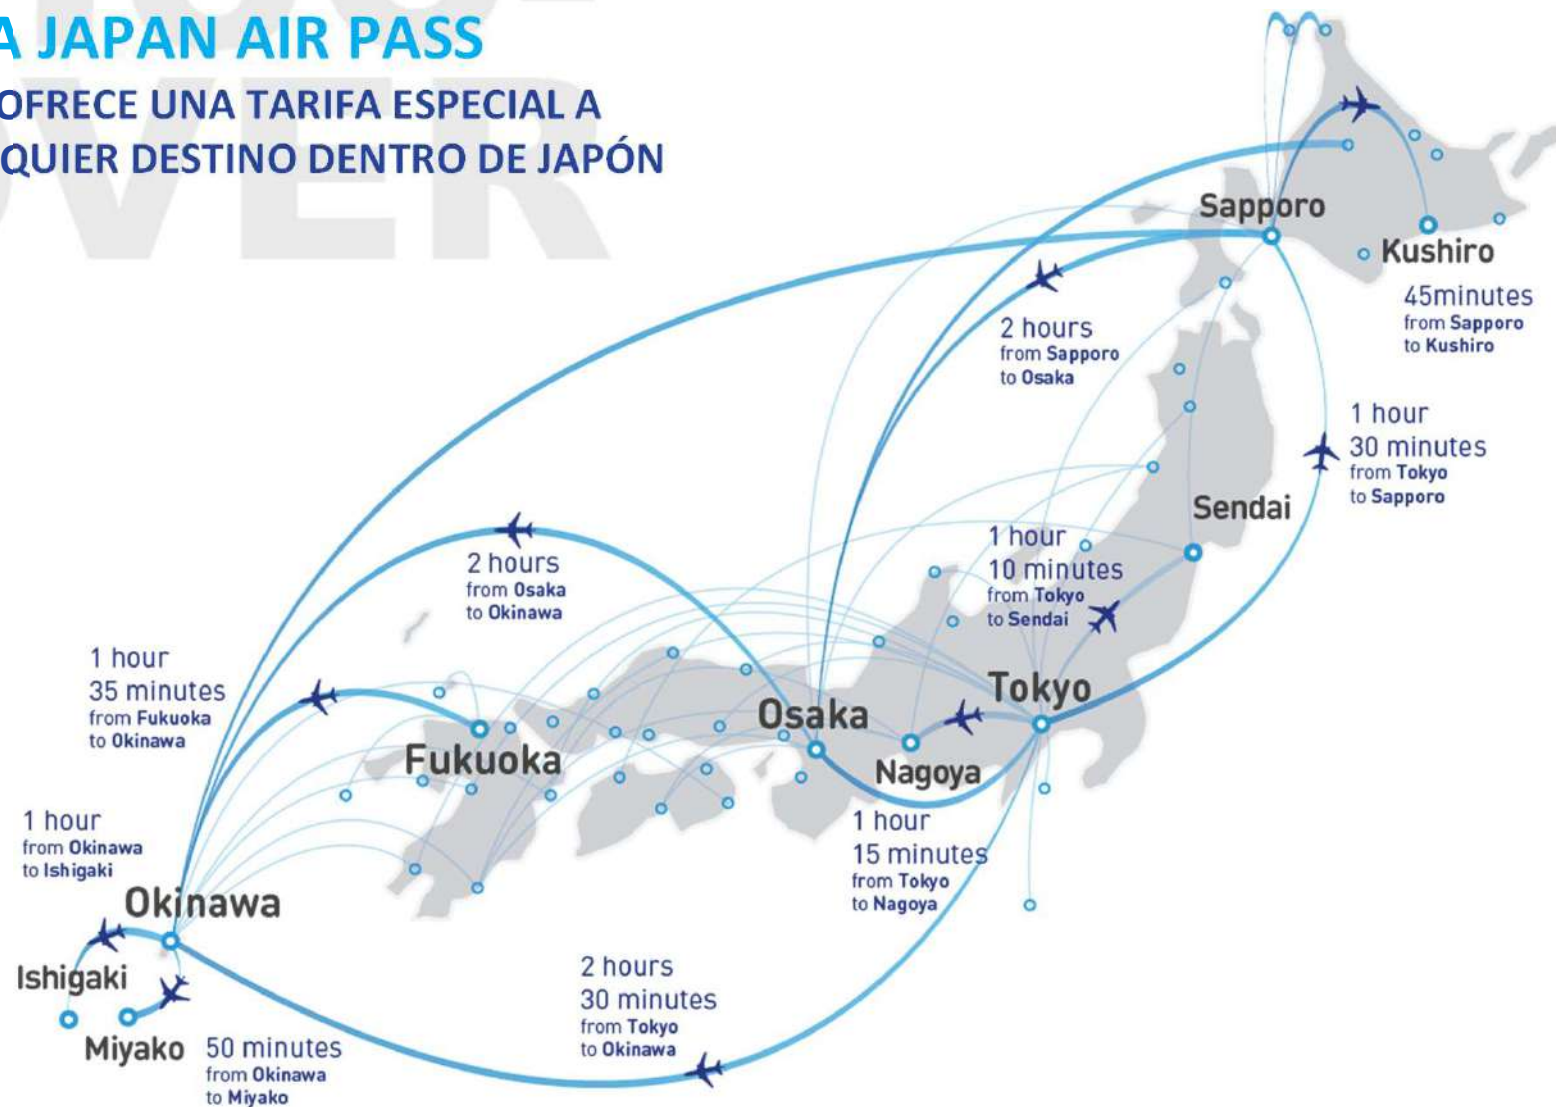 A JAPAN AIR PASS
OFRECE UNA TARIFA ESPECIAL A
QUIER DESTINO DENTRO DE JAPÓN
OVER
Sapporo
Kushiro
45minutes
from Sapporo
to Kushiro
2 hours
from Sapporo
to Osaka
1 hour
30 minutes
from Tokyo
to Sapporo
Sendai
1 hour
10 minutes
from Tokyo
to Sendai
2 hours
from Osaka
to Okinawa
1 hour
35 minutes
from Fukuoka
to Okinawa
Tokyo
Osaka
Fukuoka
Nagoya
1 hour
15 minutes
from Tokyo
to Nagoya
1 hour
from Okinawa
to Ishigaki
Okinawa
Ishigaki
Miyako
50 minutes
from Okinawa
to Miyako
2 hours
30 minutes
from Tokyo
to Okinawa